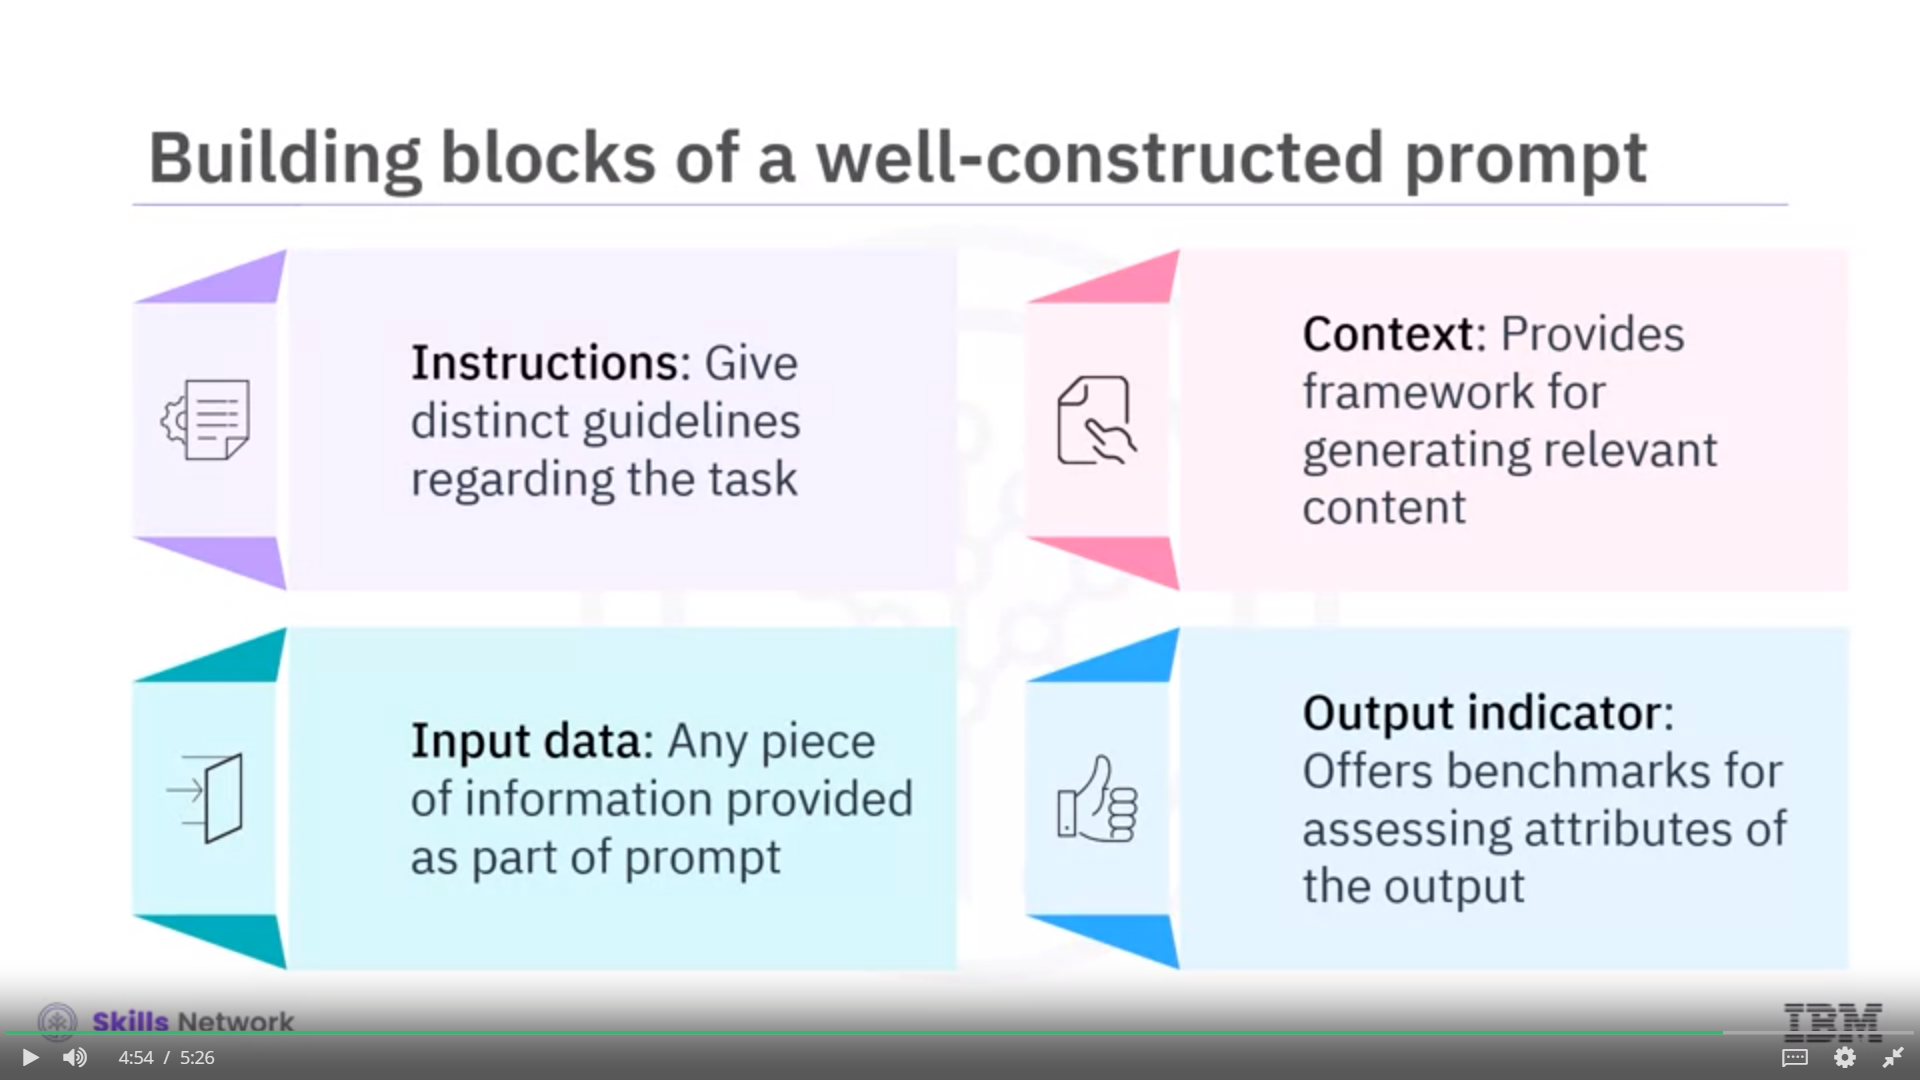 Building blocks of a well-constructed prompt
Instructions: Give
distinct guidelines
regarding the task
Context: Provides
framework for
generating relevant
content
Input data: Any piece
of information provided
as part of prompt
Output indicator:
Offers benchmarks for
assessing attributes of
the output
Skills Network
IBM
4:54 / 5:26